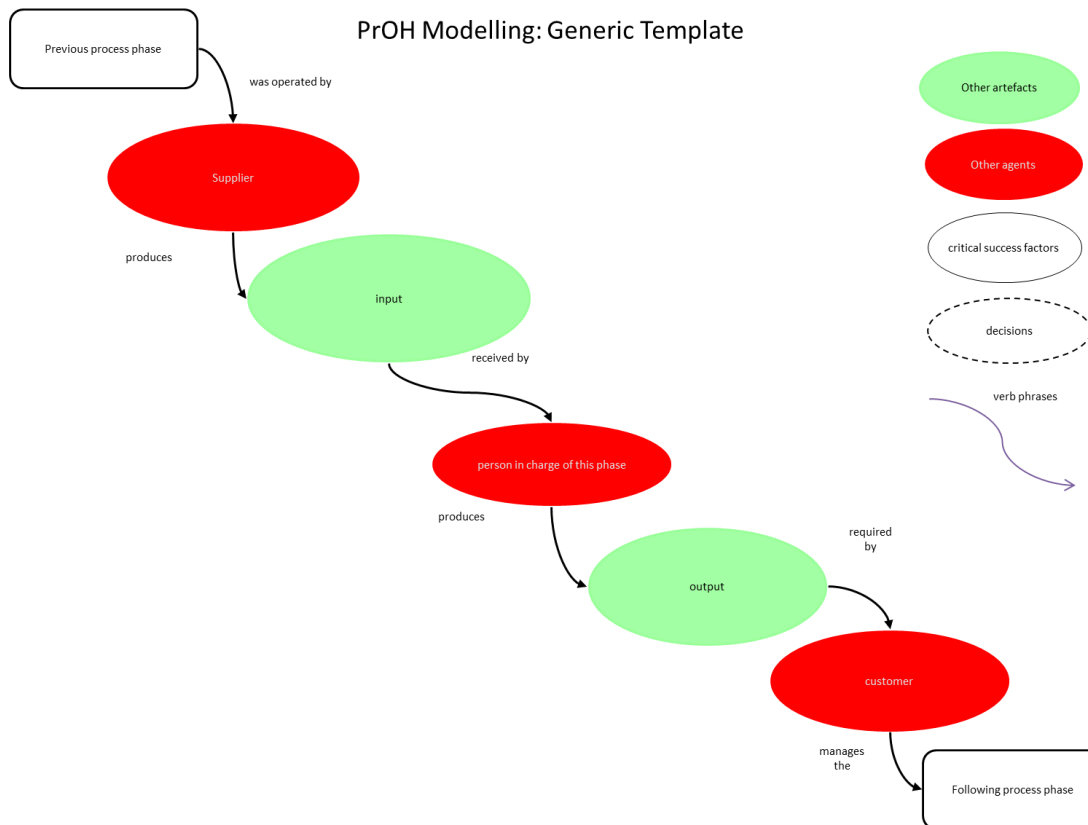 PrOH Modelling: Generic Template
Previous process phase
was operated by
Other artefacts
Other agents
Supplier
critical success factors
produces
input
decisions
received by
verb phrases
person in charge of this phase
produces
required
by
output
customer
manages
the
Following process phase